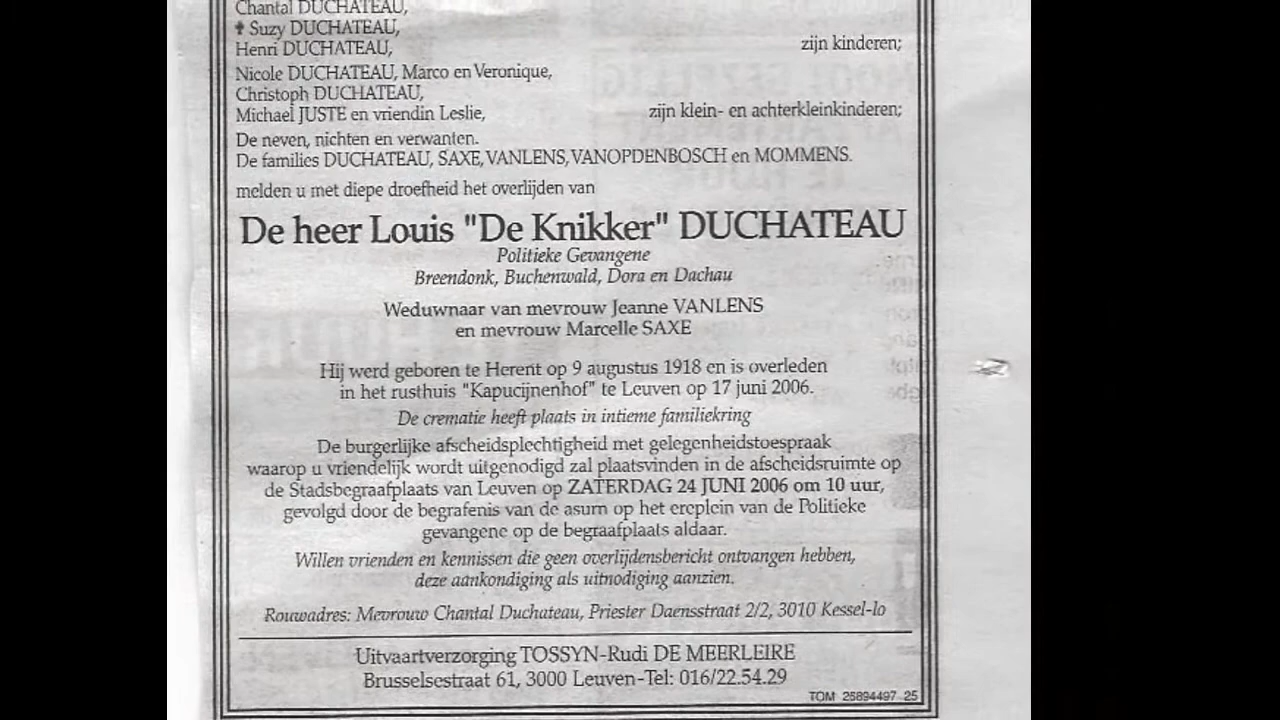 Chantal DUCHATEAU,
✝ Suzy DUCHATEAU,
Henri DUCHATEAU,
zijn kinderen;
Nicole DUCHATEAU, Marco en Veronique,
Christoph DUCHATEAU,
Michael JUSTE en vriendin Leslie,
zijn klein- en achterkleinkinderen;
De neven, nichten en verwanten.
De families DUCHATEAU, SAXE, VANLENS, VANOPDENBOSCH en MOMMENS.
melden u met diepe droefheid het overlijden van
De heer Louis "De Knikker" DUCHATEAU
Politieke Gevangene
Breendonk, Buchenwald, Dora en Dachau
Weduwnaar van mevrouw Jeanne VANLENS
en mevrouw Marcelle SAXE
Hij werd geboren te Herent op 9 augustus 1918 en is overleden
in het rusthuis "Kapucijnenhof" te Leuven op 17 juni 2006.
De crematie heeft plaats in intieme familiekring
De burgerlijke afscheidsplechtigheid met gelegenheidstoespraak
waarop u vriendelijk wordt uitgenodigd zal plaatsvinden in de afscheidsruimte op
de Stadsbegraafplaats van Leuven op ZATERDAG 24 JUNI 2006 om 10 uur,
gevolgd door de begrafenis van de asurn op het ereplein van de Politieke
gevangene op de begraafplaats aldaar.
Willen vrienden en kennissen die geen overlijdensbericht ontvangen hebben,
deze aankondiging als uitnodiging aanzien.
Rouwadres: Mevrouw Chantal Duchateau, Priester Daensstraat 2/2, 3010 Kessel-lo
Uitvaartverzorging TOSSYN-Rudi DE MEERLEIRE
Brusselsestraat 61, 3000 Leuven-Tel: 016/22.54.29
TOM 25894497 25